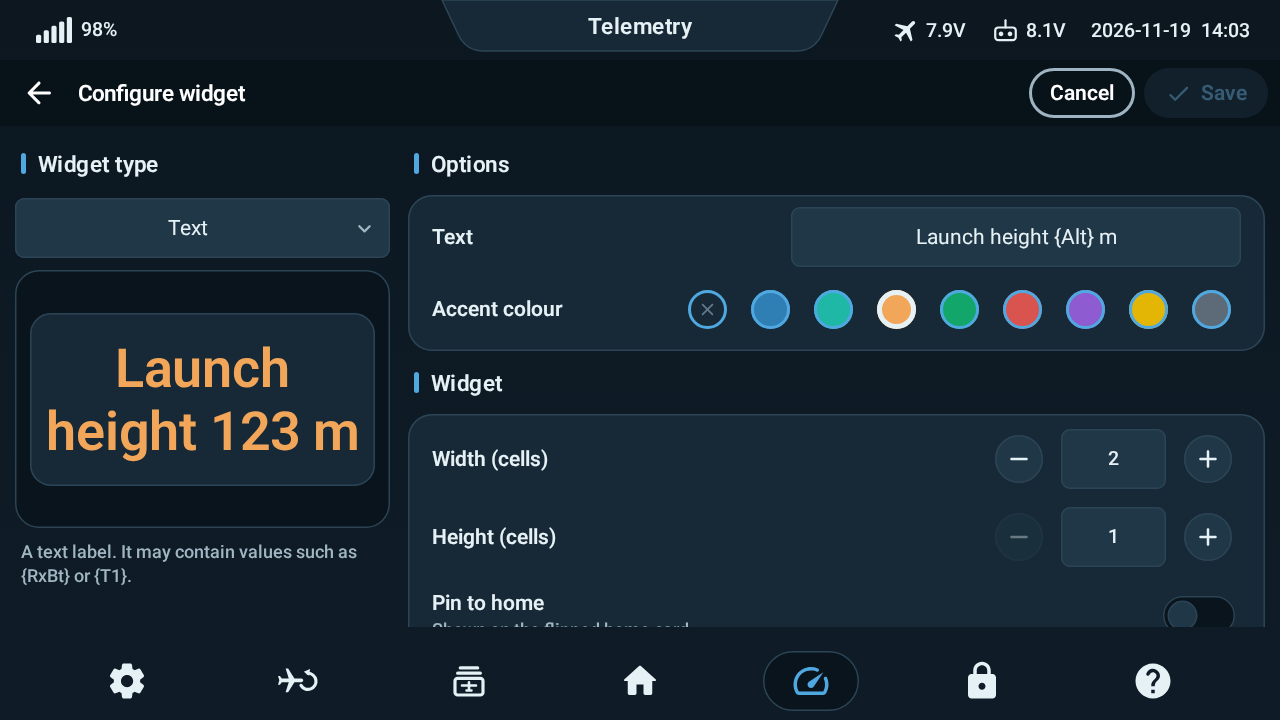 98%
Telemetry
7.9V
8.1V
2026-11-19 14:03
Configure widget
Cancel
Save
Widget type
Text
Launch
height 123 m
A text label. It may contain values such as
{RxBt} or {T1}.
Options
Text
Launch height {Alt} m
Accent colour
Widget
Width (cells)
2
Height (cells)
1
Pin to home